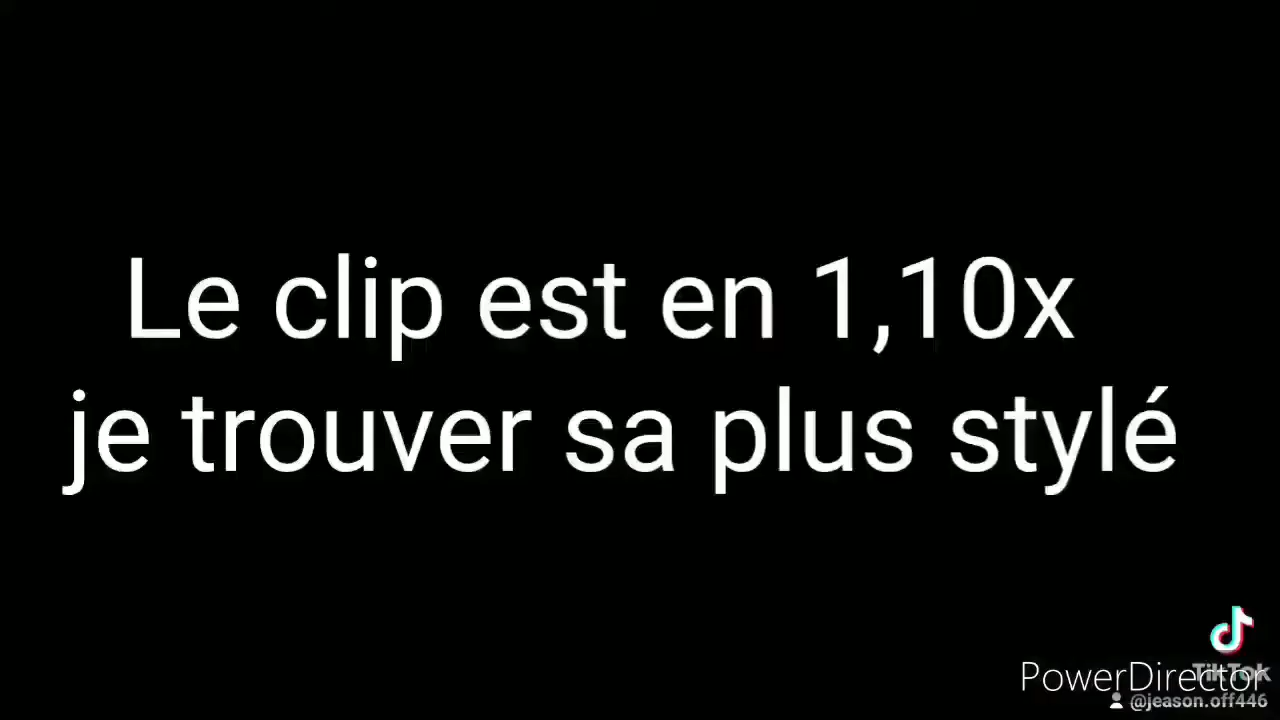 Le clip est en 1,10x
je trouver sa plus stylé
TikTok
PowerDirector
@jeason.off446